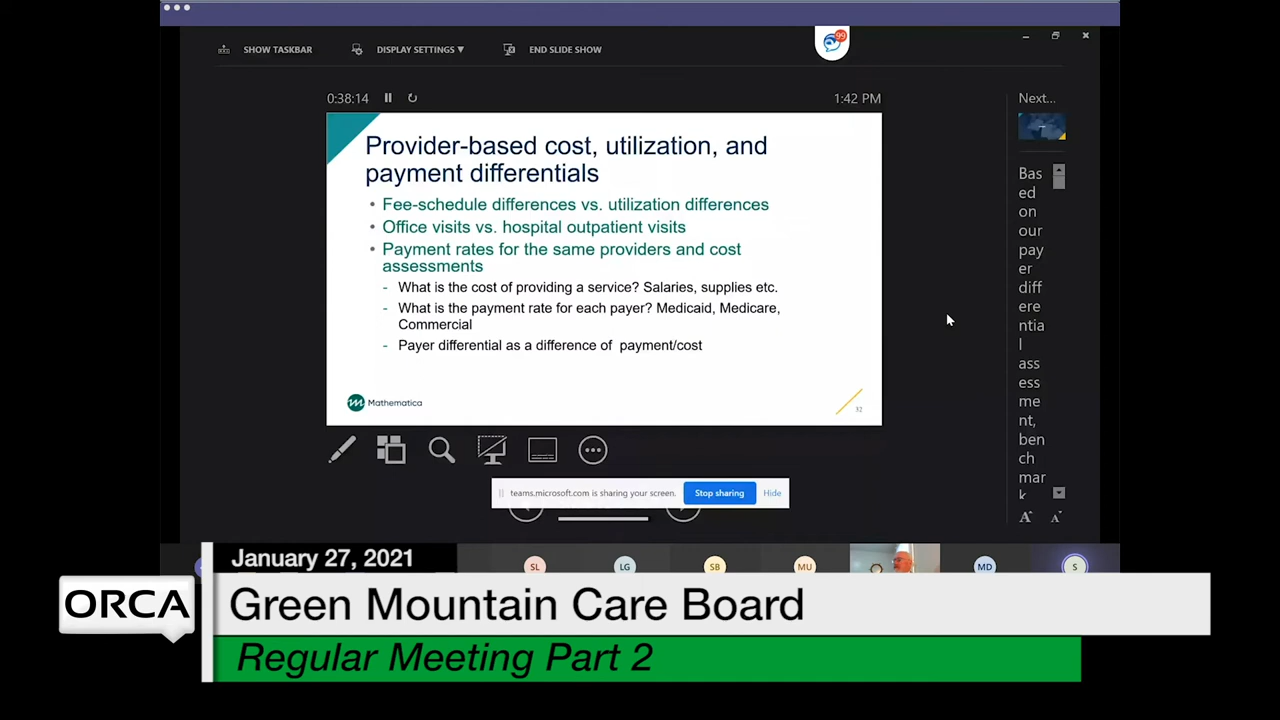 SHOW TASKBAR
DISPLAY SETTINGS ▼
END SLIDE SHOW
99
0:38:14
1:42 PM
Next...
Provider-based cost, utilization, and
payment differentials
• Fee-schedule differences vs. utilization differences
• Office visits vs. hospital outpatient visits
• Payment rates for the same providers and cost
assessments
- What is the cost of providing a service? Salaries, supplies etc.
- What is the payment rate for each payer? Medicaid, Medicare,
Commercial
- Payer differential as a difference of payment/cost
Mathematica
32
Bas
ed
on
our
pay
er
diff
ere
ntia
l
ass
ess
me
nt,
ben
ch
mar
k
A A
teams.microsoft.com is sharing your screen.
Stop sharing
Hide
SL
LG
SB
MU
MD
S
January 27, 2021
ORCA
Green Mountain Care Board
Regular Meeting Part 2